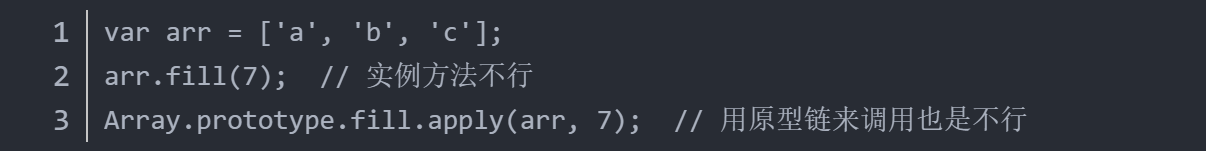 1 var arr = ['a', 'b', 'c'];
2 arr.fill(7);  // 实例方法不行
3 Array.prototype.fill.apply(arr, 7);  // 用原型链来调用也是不行